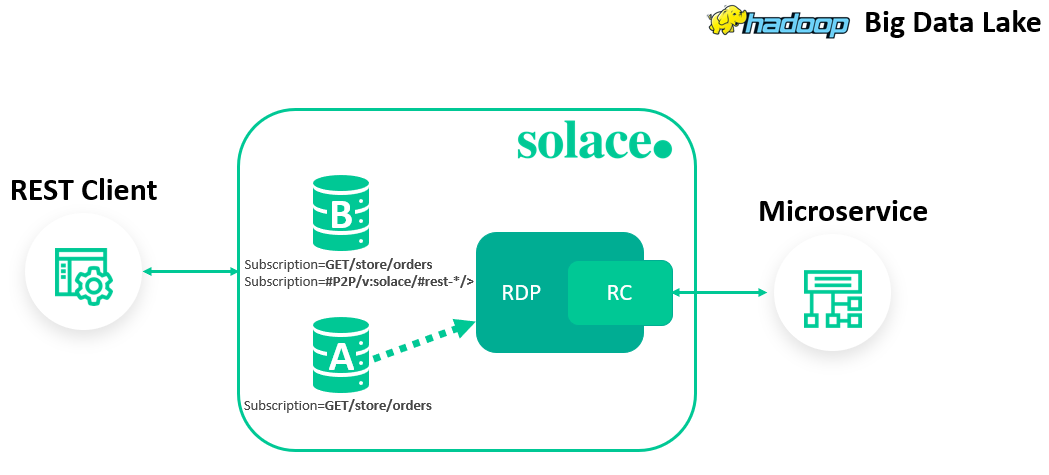 hadoop Big Data Lake
solace.
REST Client
B
Microservice
Subscription=GET/store/orders
Subscription=#P2P/v:solace/#rest-*/>
RDP RC
A
Subscription=GET/store/orders